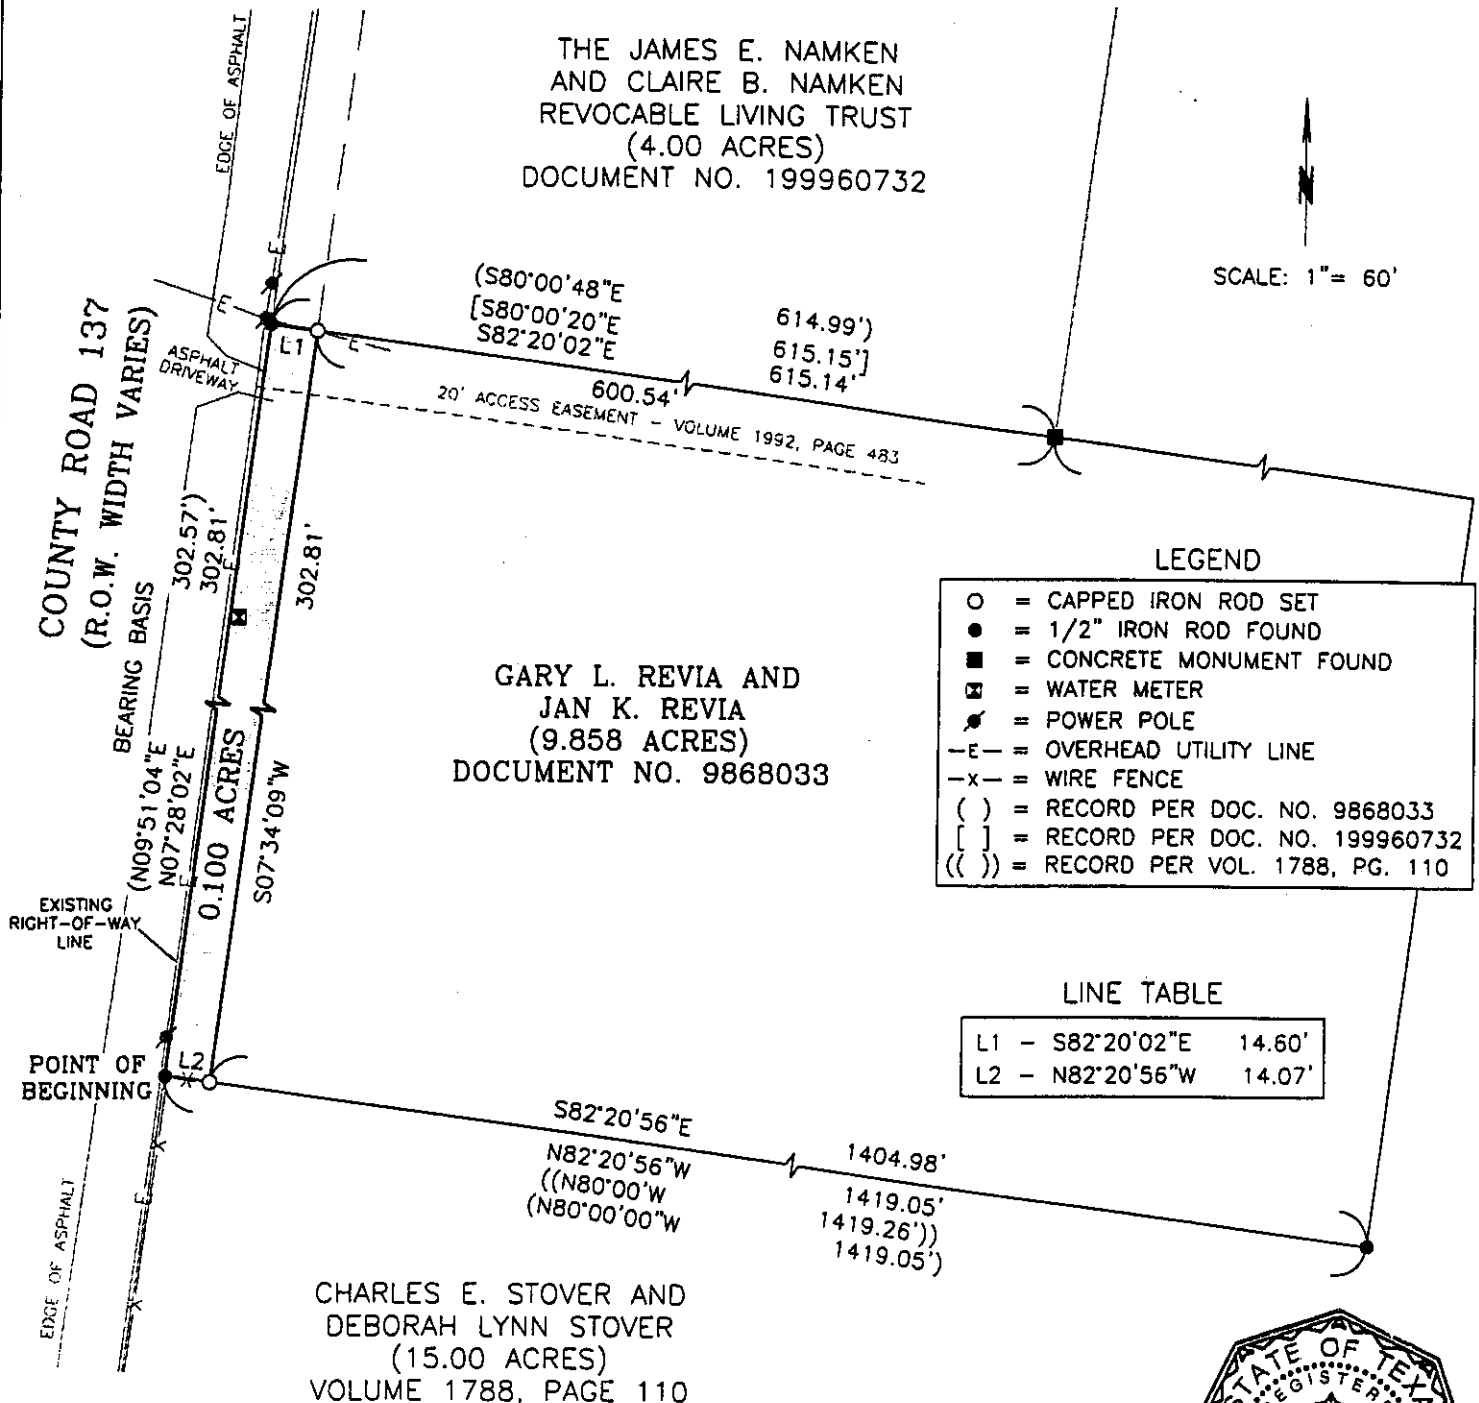 EDGE OF ASPHALT
THE JAMES E. NAMKEN
AND CLAIRE B. NAMKEN
REVOCABLE LIVING TRUST
(4.00 ACRES)
DOCUMENT NO. 199960732
N
SCALE: 1"= 60'
E
E
E
(S80°00'48"E 614.99')
[S80°00'20"E 615.15']
S82°20'02"E 615.14'
600.54'
L1
ASPHALT
DRIVEWAY
20' ACCESS EASEMENT - VOLUME 1992, PAGE 483
COUNTY ROAD 137
(R.O.W. WIDTH VARIES)
BEARING BASIS
(N09°51'04"E 302.57')
N07°28'02"E 302.81'
E
E
0.100 ACRES
302.81'
S07°34'09"W
GARY L. REVIA AND
JAN K. REVIA
(9.858 ACRES)
DOCUMENT NO. 9868033
LEGEND
= CAPPED IRON ROD SET
= 1/2" IRON ROD FOUND
= CONCRETE MONUMENT FOUND
= WATER METER
= POWER POLE
-E- = OVERHEAD UTILITY LINE
-x- = WIRE FENCE
( ) = RECORD PER DOC. NO. 9868033
[ ] = RECORD PER DOC. NO. 199960732
(( )) = RECORD PER VOL. 1788, PG. 110
EXISTING
RIGHT-OF-WAY
LINE
LINE TABLE
L1 - S82°20'02"E 14.60'
L2 - N82°20'56"W 14.07'
POINT OF
BEGINNING
L2
x
x
E
x
EDGE OF ASPHALT
S82°20'56"E 1404.98'
N82°20'56"W 1419.05'
((N80°00'W 1419.26'))
(N80°00'00"W 1419.05')
CHARLES E. STOVER AND
DEBORAH LYNN STOVER
(15.00 ACRES)
VOLUME 1788, PAGE 110
STATE OF TEXA
EGISTER